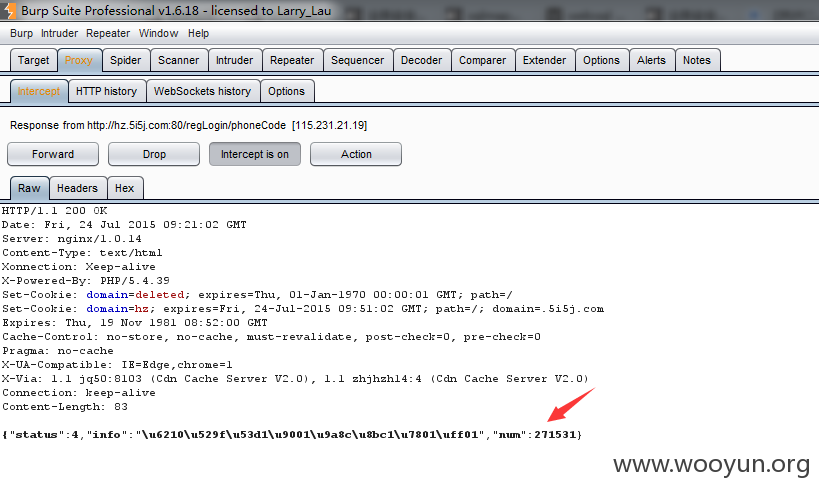 Burp Suite Professional v1.6.18 - licensed to Larry_Lau
Burp Intruder Repeater Window Help
Target Proxy Spider Scanner Intruder Repeater Sequencer Decoder Comparer Extender Options Alerts Notes
Intercept HTTP history WebSockets history Options
Response from http://hz.5i5j.com:80/regLogin/phoneCode [115.231.21.19]
Forward Drop Intercept is on Action
Raw Headers Hex
HTTP/1.1 200 OK
Date: Fri, 24 Jul 2015 09:21:02 GMT
Server: nginx/1.0.14
Content-Type: text/html
Xonnection: Xeep-alive
X-Powered-By: PHP/5.4.39
Set-Cookie: domain=deleted; expires=Thu, 01-Jan-1970 00:00:01 GMT; path=/
Set-Cookie: domain=hz; expires=Fri, 24-Jul-2015 09:51:02 GMT; path=/; domain=.5i5j.com
Expires: Thu, 19 Nov 1981 08:52:00 GMT
Cache-Control: no-store, no-cache, must-revalidate, post-check=0, pre-check=0
Pragma: no-cache
X-UA-Compatible: IE=Edge,chrome=1
X-Via: 1.1 jq50:8103 (Cdn Cache Server V2.0), 1.1 zhjhzh14:4 (Cdn Cache Server V2.0)
Connection: keep-alive
Content-Length: 83
{"status":4,"info":"\u6210\u529f\u53d1\u9001\u9a8c\u8bc1\u7801\uff01","num":271531}
www.wooyun.org